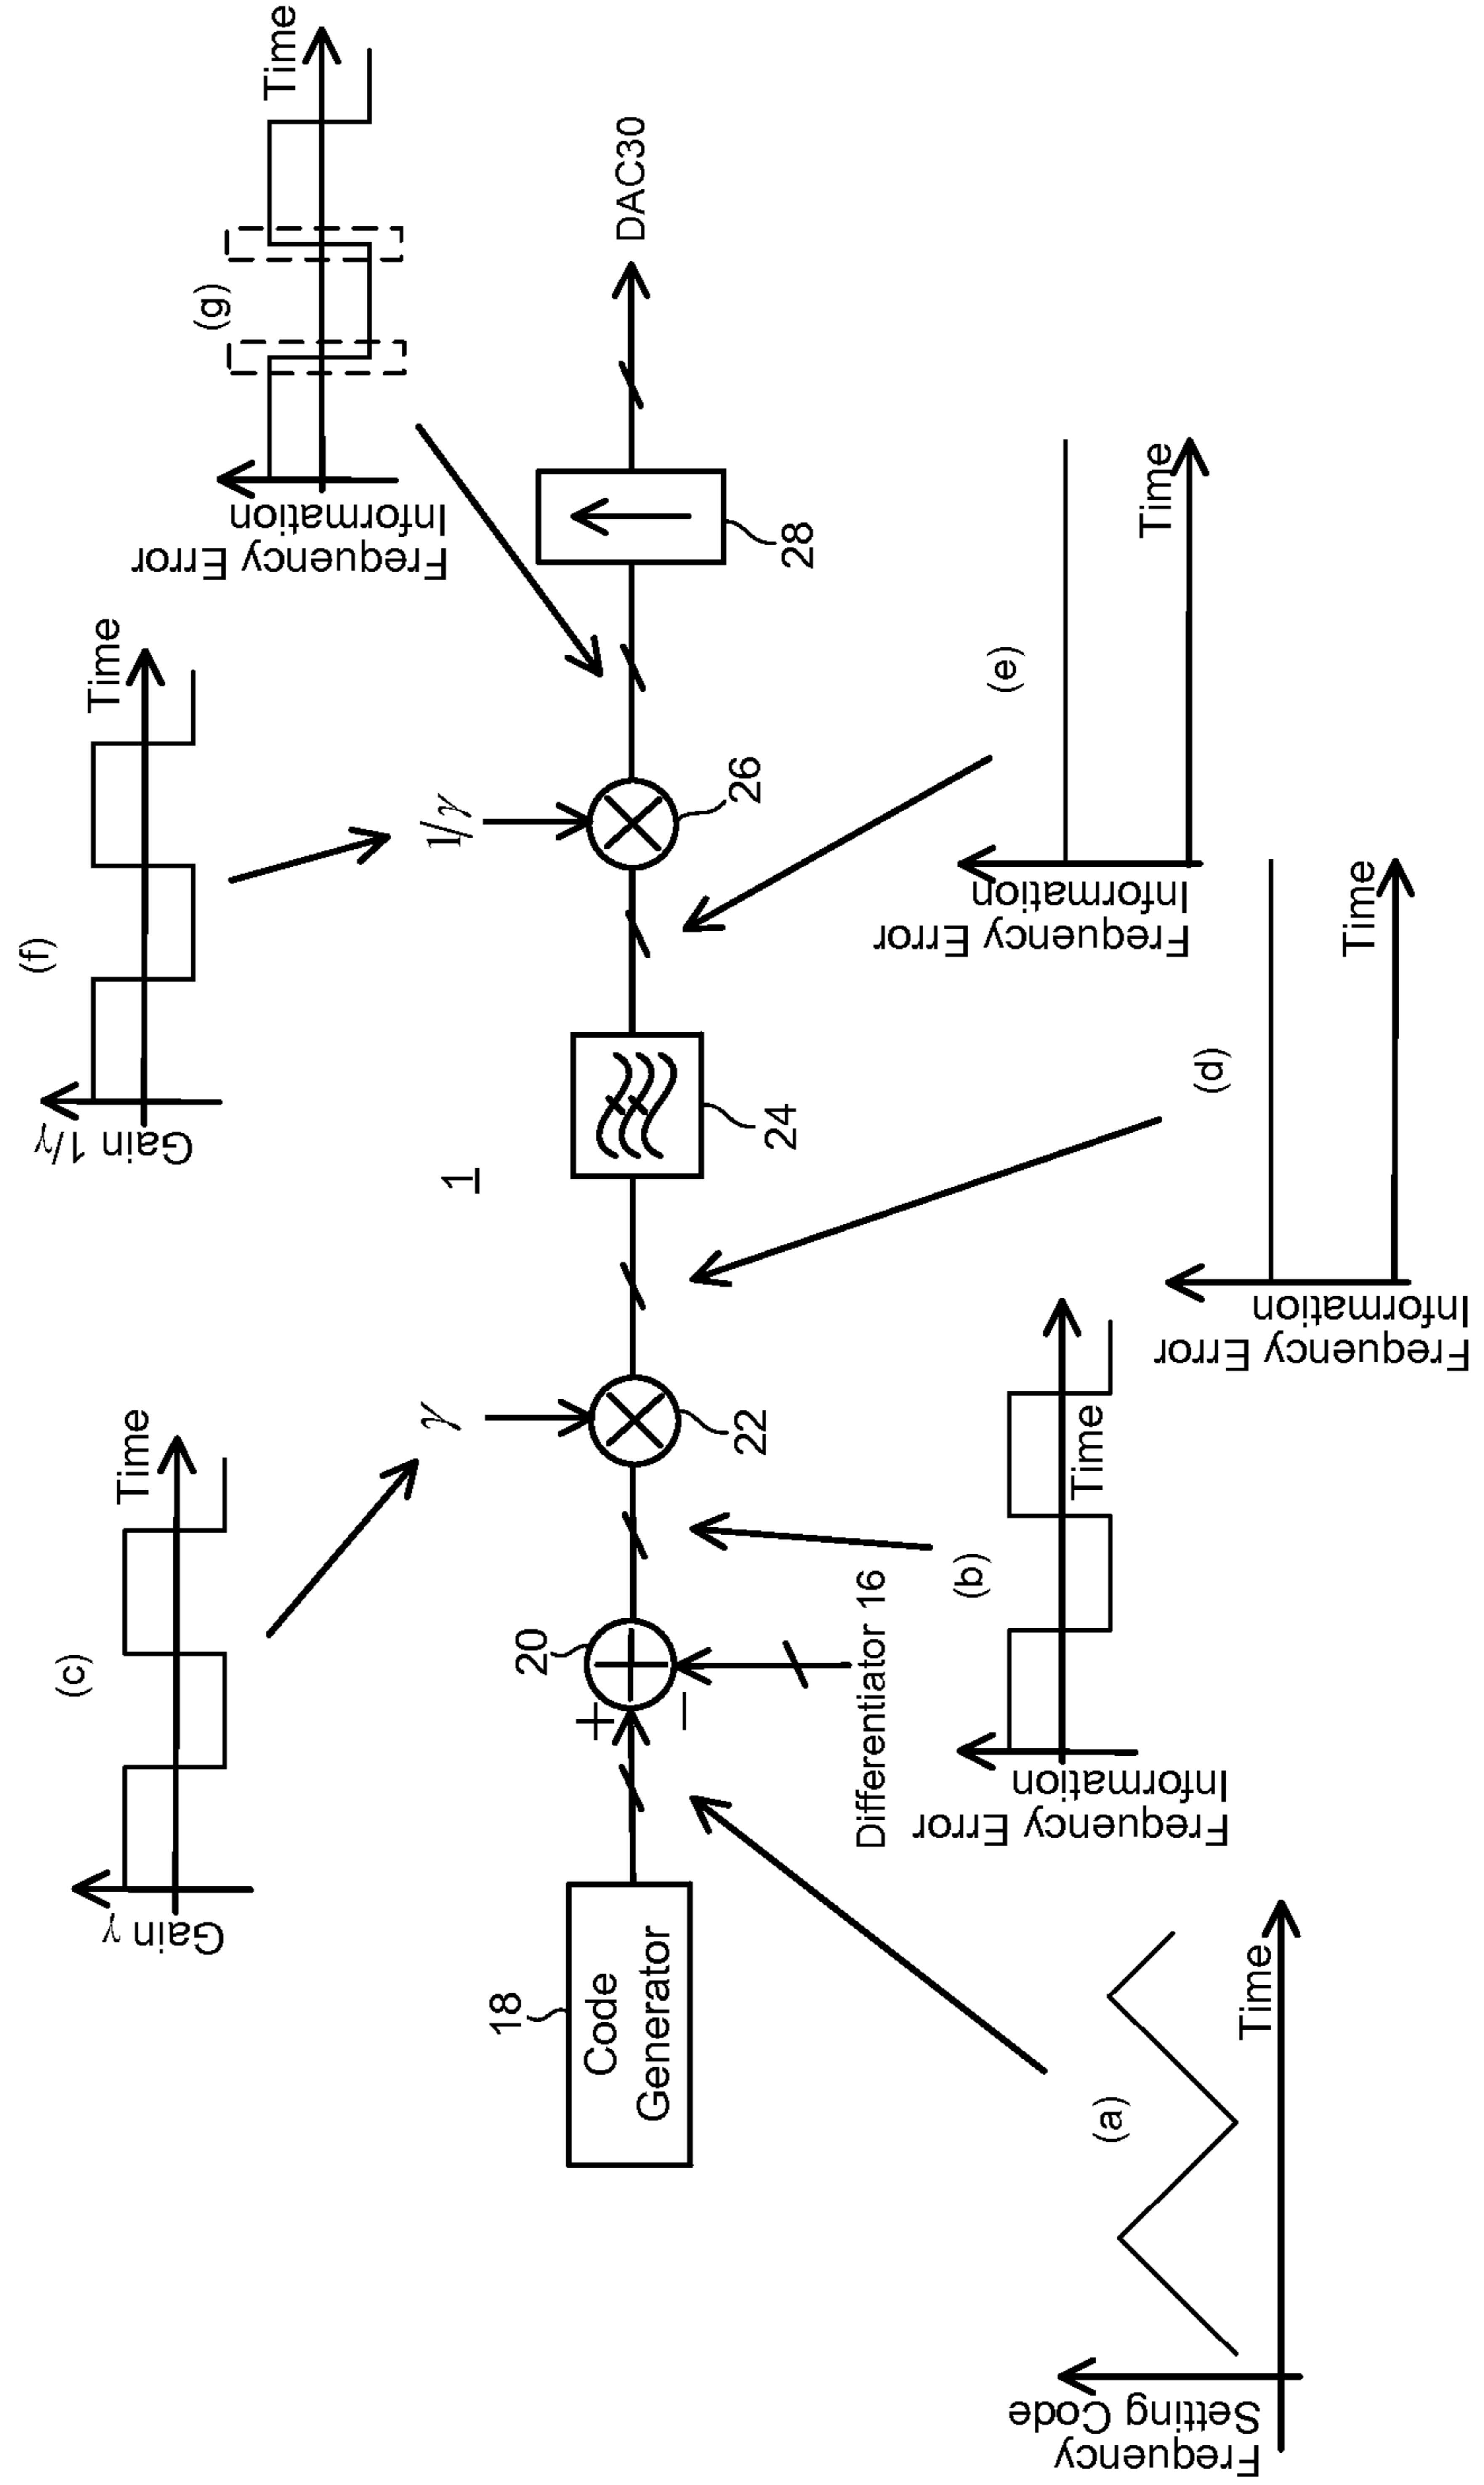 (c)
Gain γ
Time
(f)
Gain 1/γ
Time
(g)
Frequency Error
Information
Time
1
γ
1/γ
18
Code
Generator
+
−
20
22
24
26
28
DAC30
Differentiator 16
(a)
Frequency
Setting Code
Time
(b)
Frequency Error
Information
Time
(d)
Frequency Error
Information
Time
(e)
Frequency Error
Information
Time